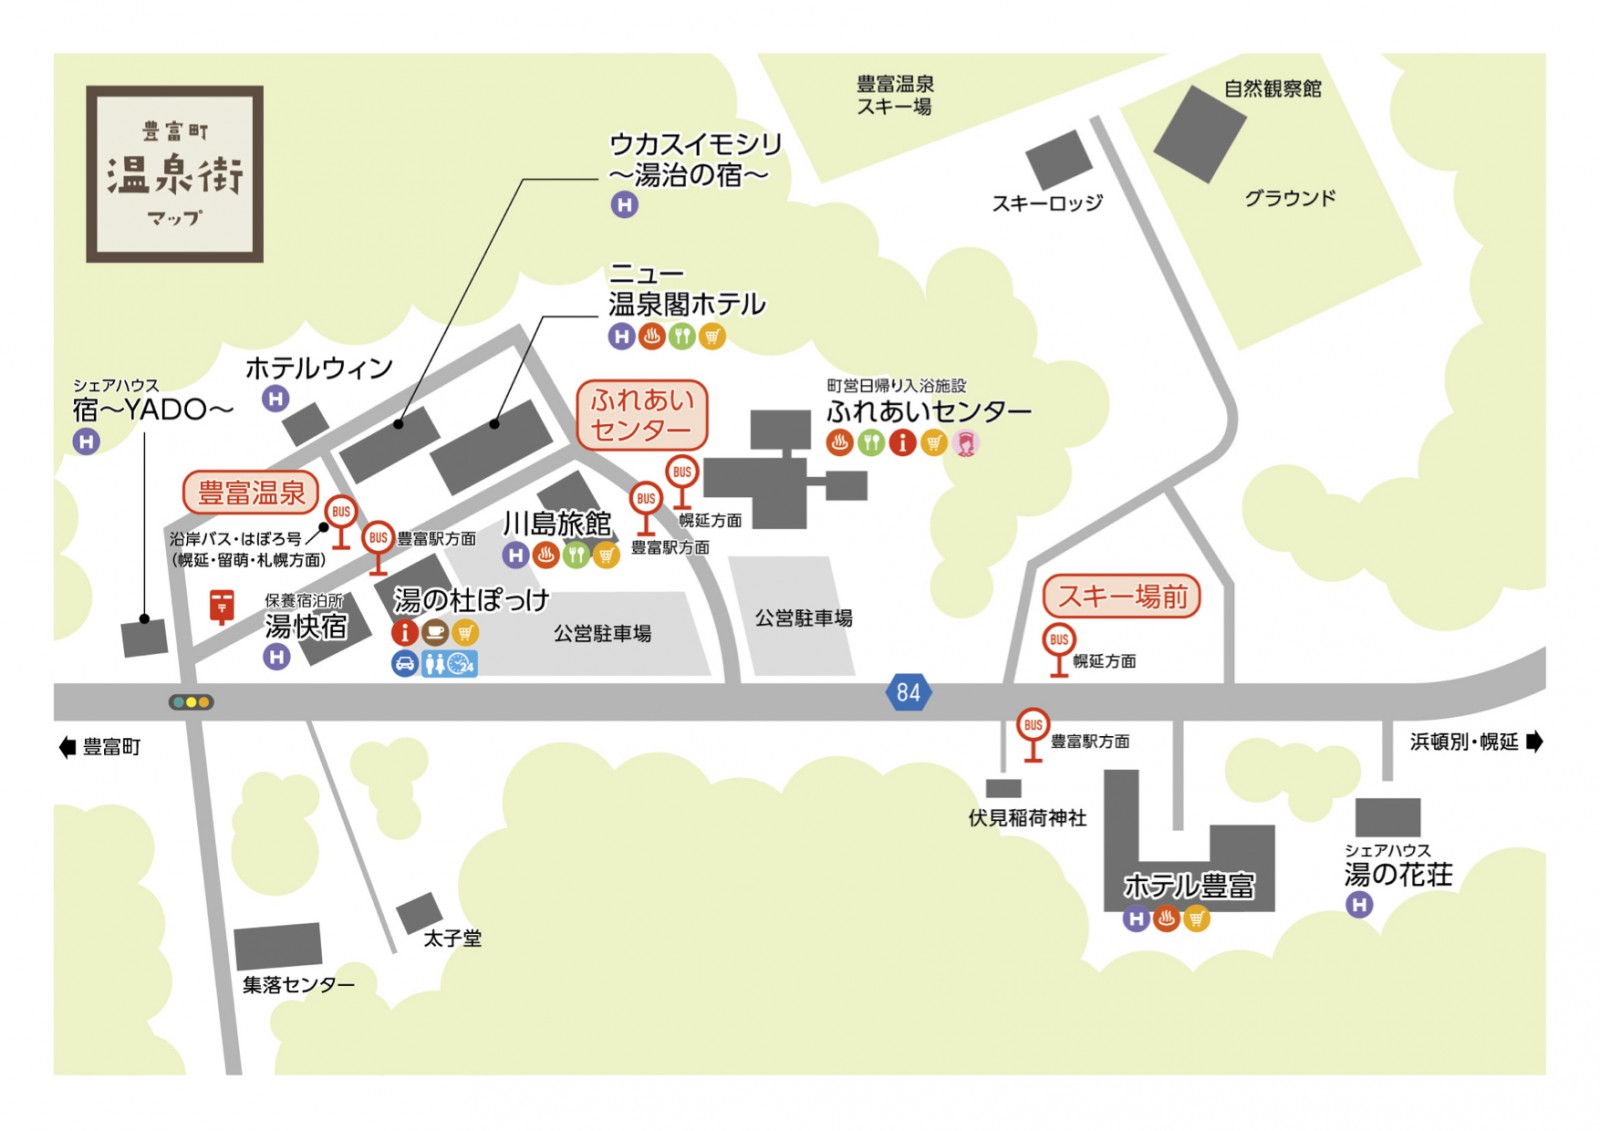 豊富町
温泉街
マップ
豊富温泉
スキー場
自然観察館
グラウンド
スキーロッジ
ウカスイモシリ
～湯治の宿～
H
ニュー
温泉閣ホテル
H
ホテルウィン
H
シェアハウス
宿～YADO～
H
ふれあい
センター
町営日帰り入浴施設
ふれあいセンター
i
BUS
幌延方面
BUS
豊富駅方面
豊富温泉
BUS
沿岸バス・はぼろ号
(幌延・留萌・札幌方面)
BUS
豊富駅方面
川島旅館
H
〒
保養宿泊所
湯快宿
H
湯の杜ぽっけ
i
24
公営駐車場
公営駐車場
スキー場前
BUS
幌延方面
84
豊富町
BUS
豊富駅方面
浜頓別・幌延
伏見稲荷神社
ホテル豊富
H
シェアハウス
湯の花荘
H
太子堂
集落センター